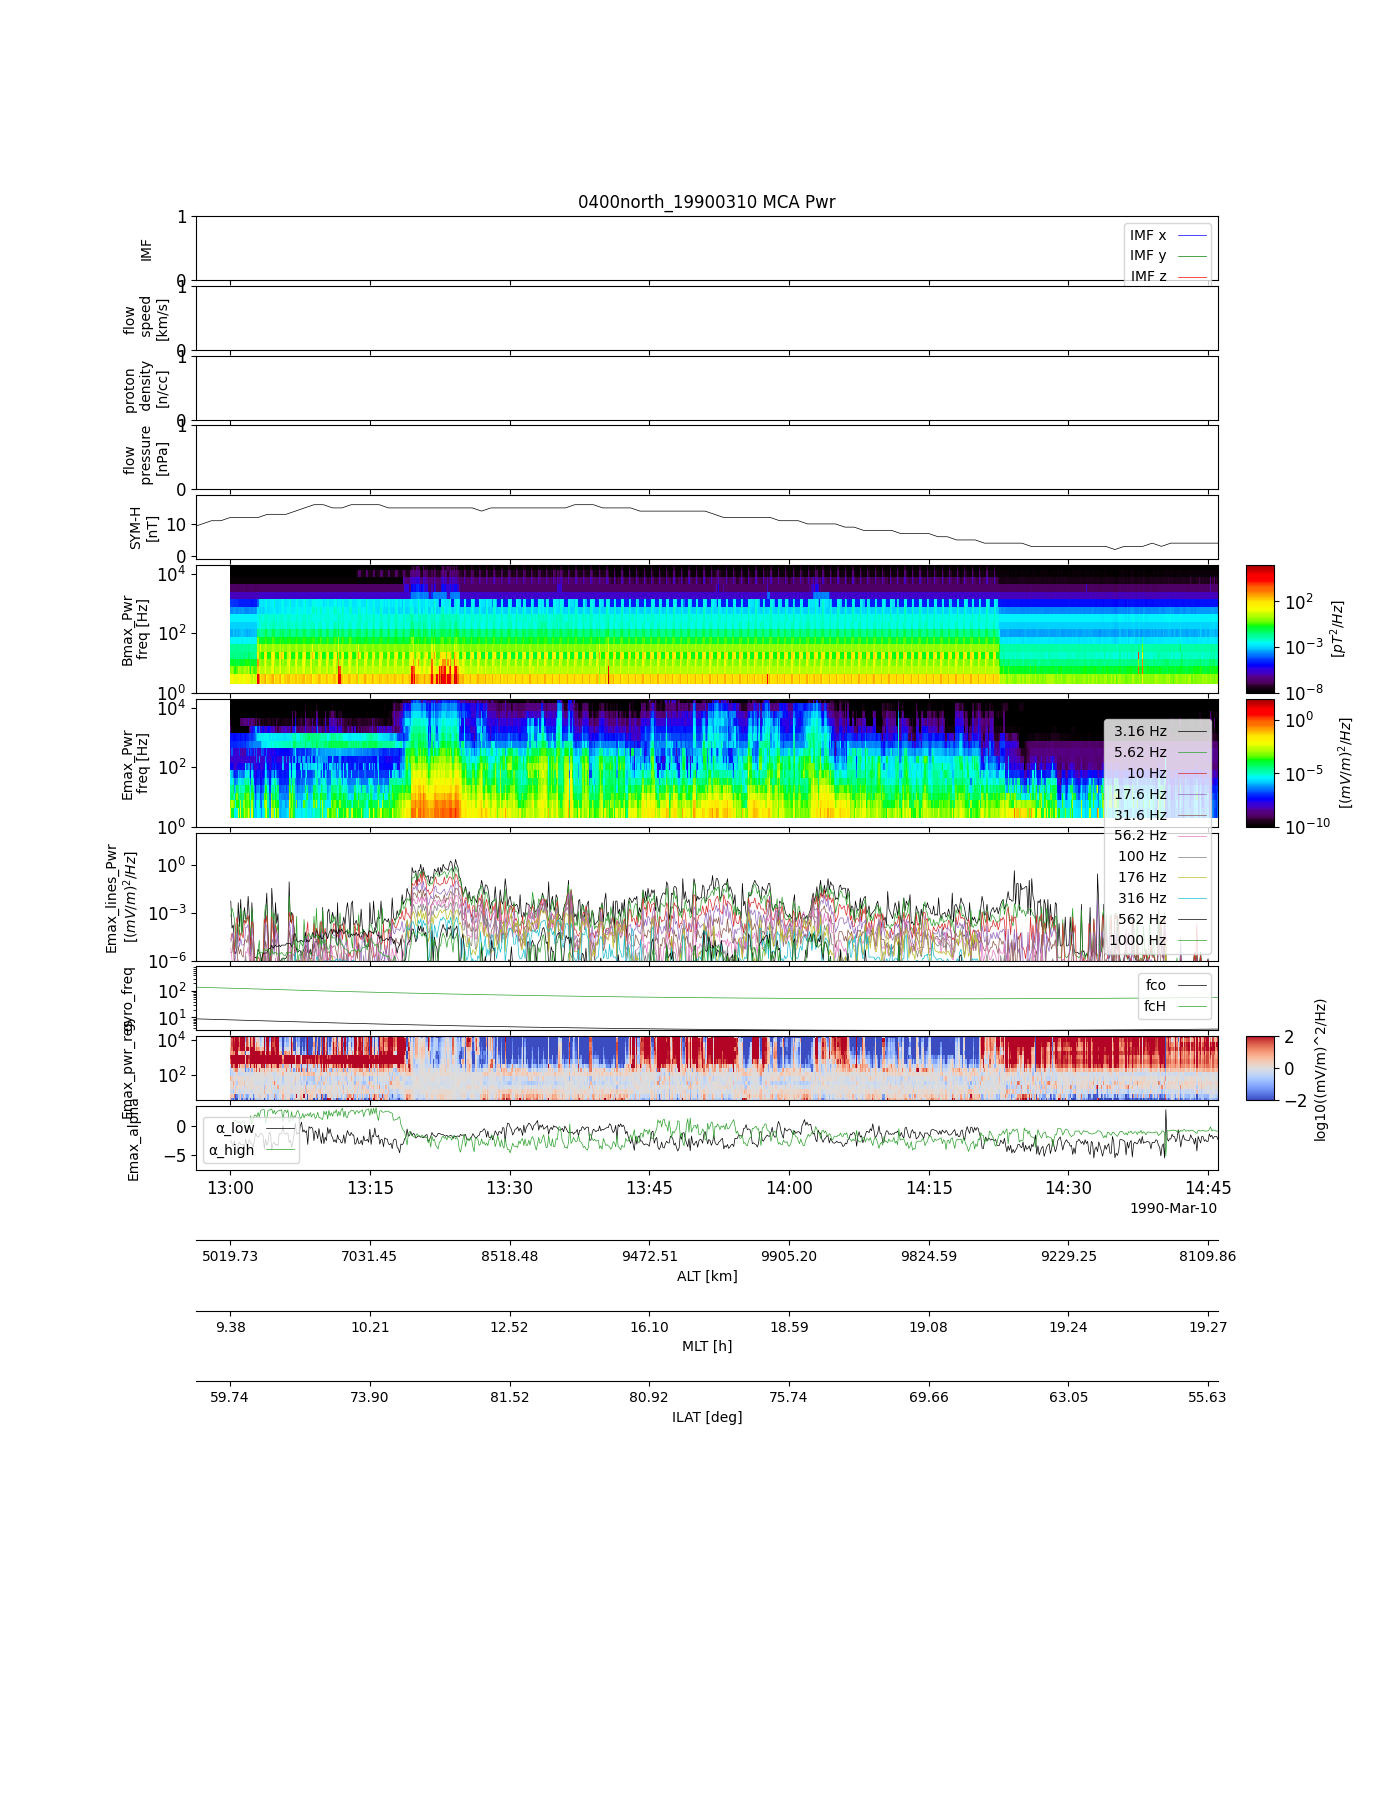 0400north_19900310 MCA Pwr
1
0
IMF
IMF x
IMF y
IMF z
1
0
flow
speed
[km/s]
1
0
proton
density
[n/cc]
1
0
flow
pressure
[nPa]
10
0
SYM-H
[nT]
10^4
10^2
10^0
Bmax_Pwr
freq [Hz]
10^2
10^-3
10^-8
[pT^2/Hz]
10^4
10^2
10^0
Emax_Pwr
freq [Hz]
10^0
10^-5
10^-10
[(mV/m)^2/Hz]
3.16 Hz
5.62 Hz
10 Hz
17.6 Hz
31.6 Hz
56.2 Hz
100 Hz
176 Hz
316 Hz
562 Hz
1000 Hz
10^0
10^-3
10^-6
Emax_lines_Pwr
[(mV/m)^2/Hz]
10^2
10^1
gyro_freq
fco
fcH
10^4
10^2
Emax_pwr_res
2
0
−2
log10((mV/m)^2/Hz)
0
−5
Emax_alpha
α_low
α_high
13:00 13:15 13:30 13:45 14:00 14:15 14:30 14:45
1990-Mar-10
5019.73 7031.45 8518.48 9472.51 9905.20 9824.59 9229.25 8109.86
ALT [km]
9.38 10.21 12.52 16.10 18.59 19.08 19.24 19.27
MLT [h]
59.74 73.90 81.52 80.92 75.74 69.66 63.05 55.63
ILAT [deg]